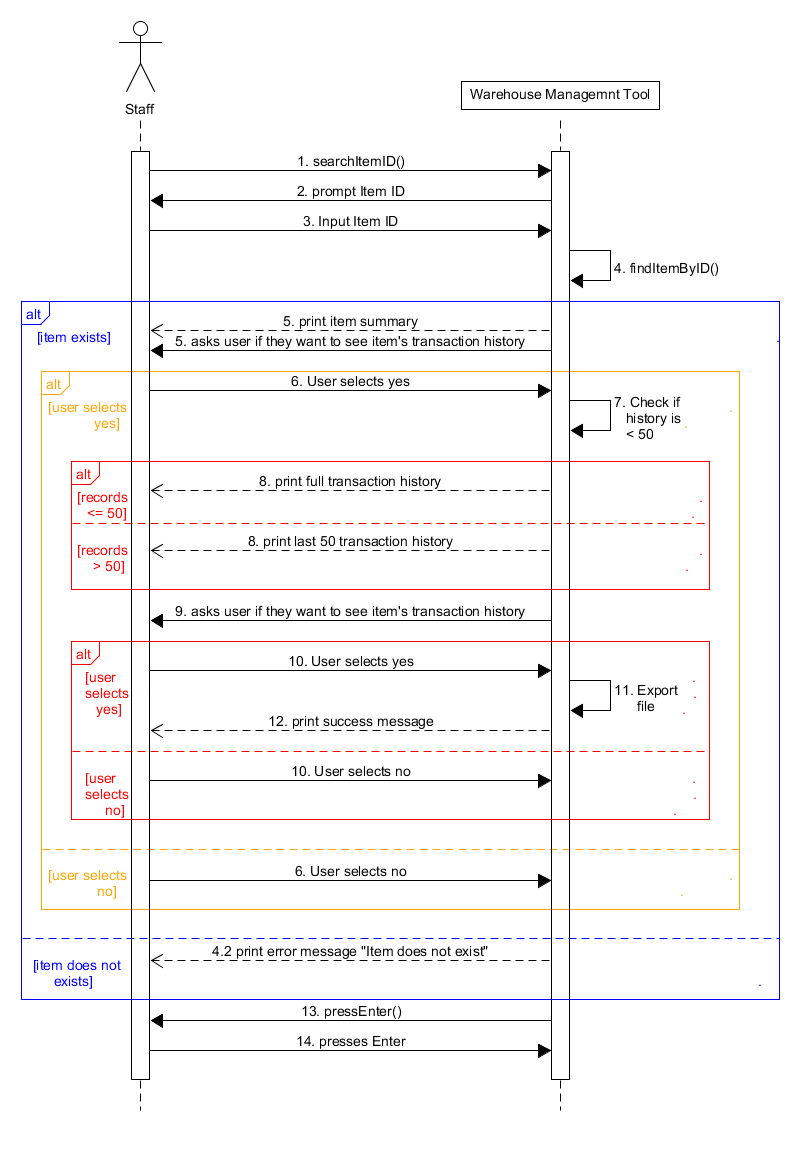 Staff
Warehouse Managemnt Tool
1. searchItemID()
2. prompt Item ID
3. Input Item ID
4. findItemByID()
alt
[item exists]
5. print item summary
5. asks user if they want to see item's transaction history
alt
[user selects
yes]
6. User selects yes
7. Check if
history is
< 50
alt
[records
<= 50]
8. print full transaction history
[records
> 50]
8. print last 50 transaction history
9. asks user if they want to see item's transaction history
alt
[user
selects
yes]
10. User selects yes
11. Export
file
12. print success message
[user
selects
no]
10. User selects no
[user selects
no]
6. User selects no
[item does not
exists]
4.2 print error message "Item does not exist"
13. pressEnter()
14. presses Enter